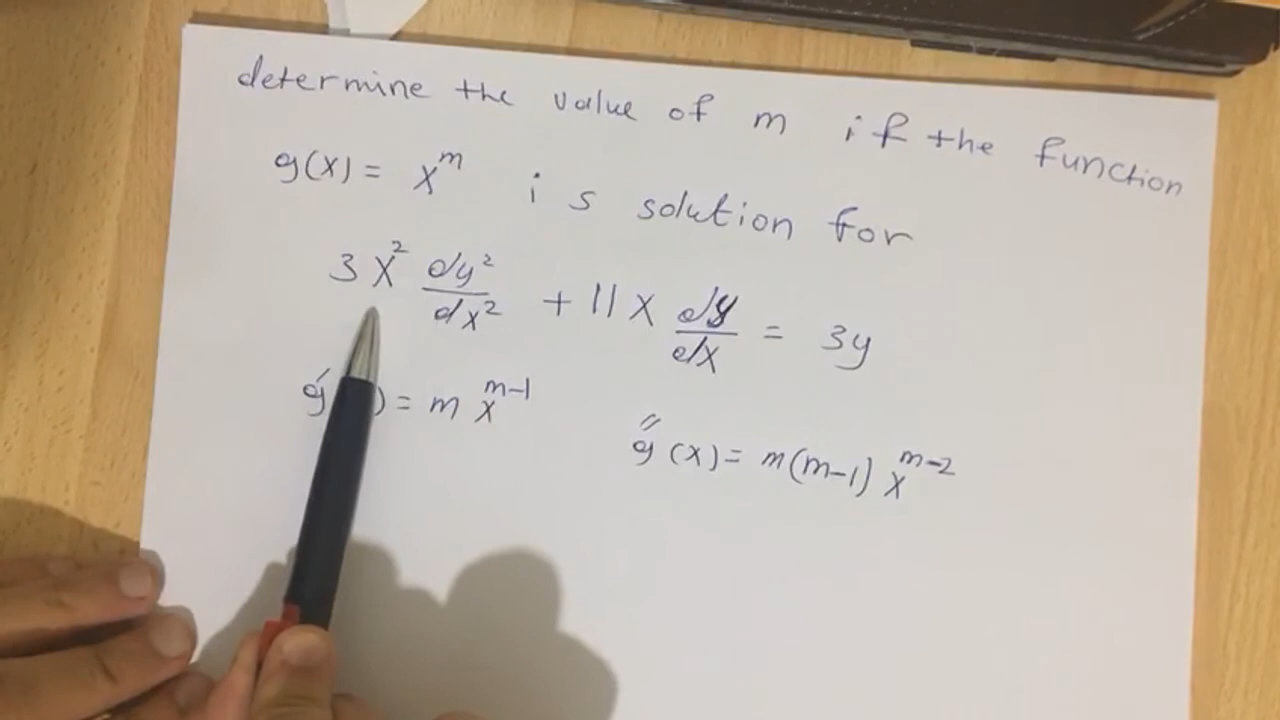 determine the value of m if the function
g(x) = x^m is solution for
3x² dy²/dx² + 11x dy/dx = 3y
g′( ) = m x^(m-1)
g″(x) = m(m-1) x^(m-2)